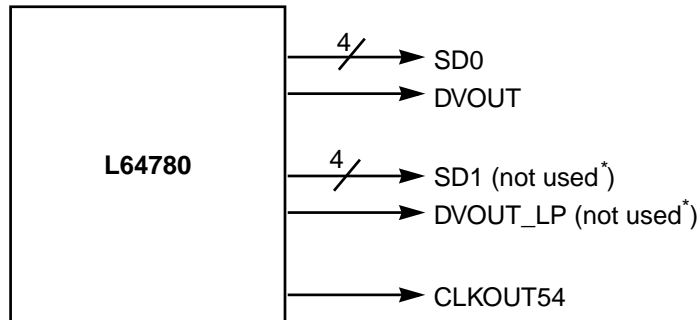 4
SD0
DVOUT
L64780
4
SD1 (not used*)
DVOUT_LP (not used*)
CLKOUT54